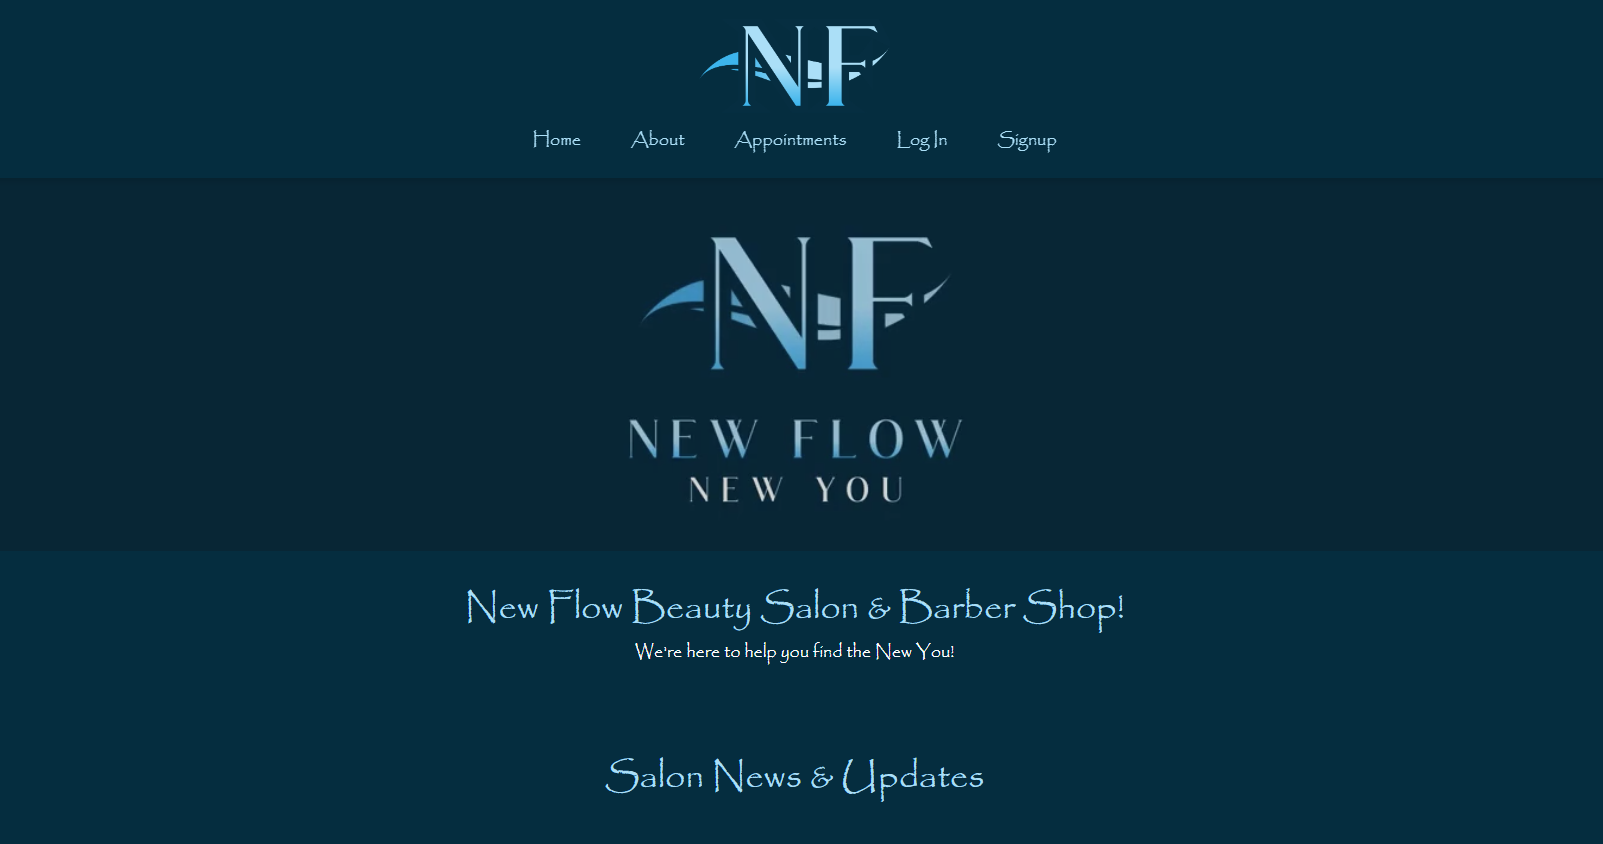 NF
Home About Appointments Log In Signup
NF
NEW FLOW
NEW YOU
New Flow Beauty Salon & Barber Shop!
We're here to help you find the New You!
Salon News & Updates